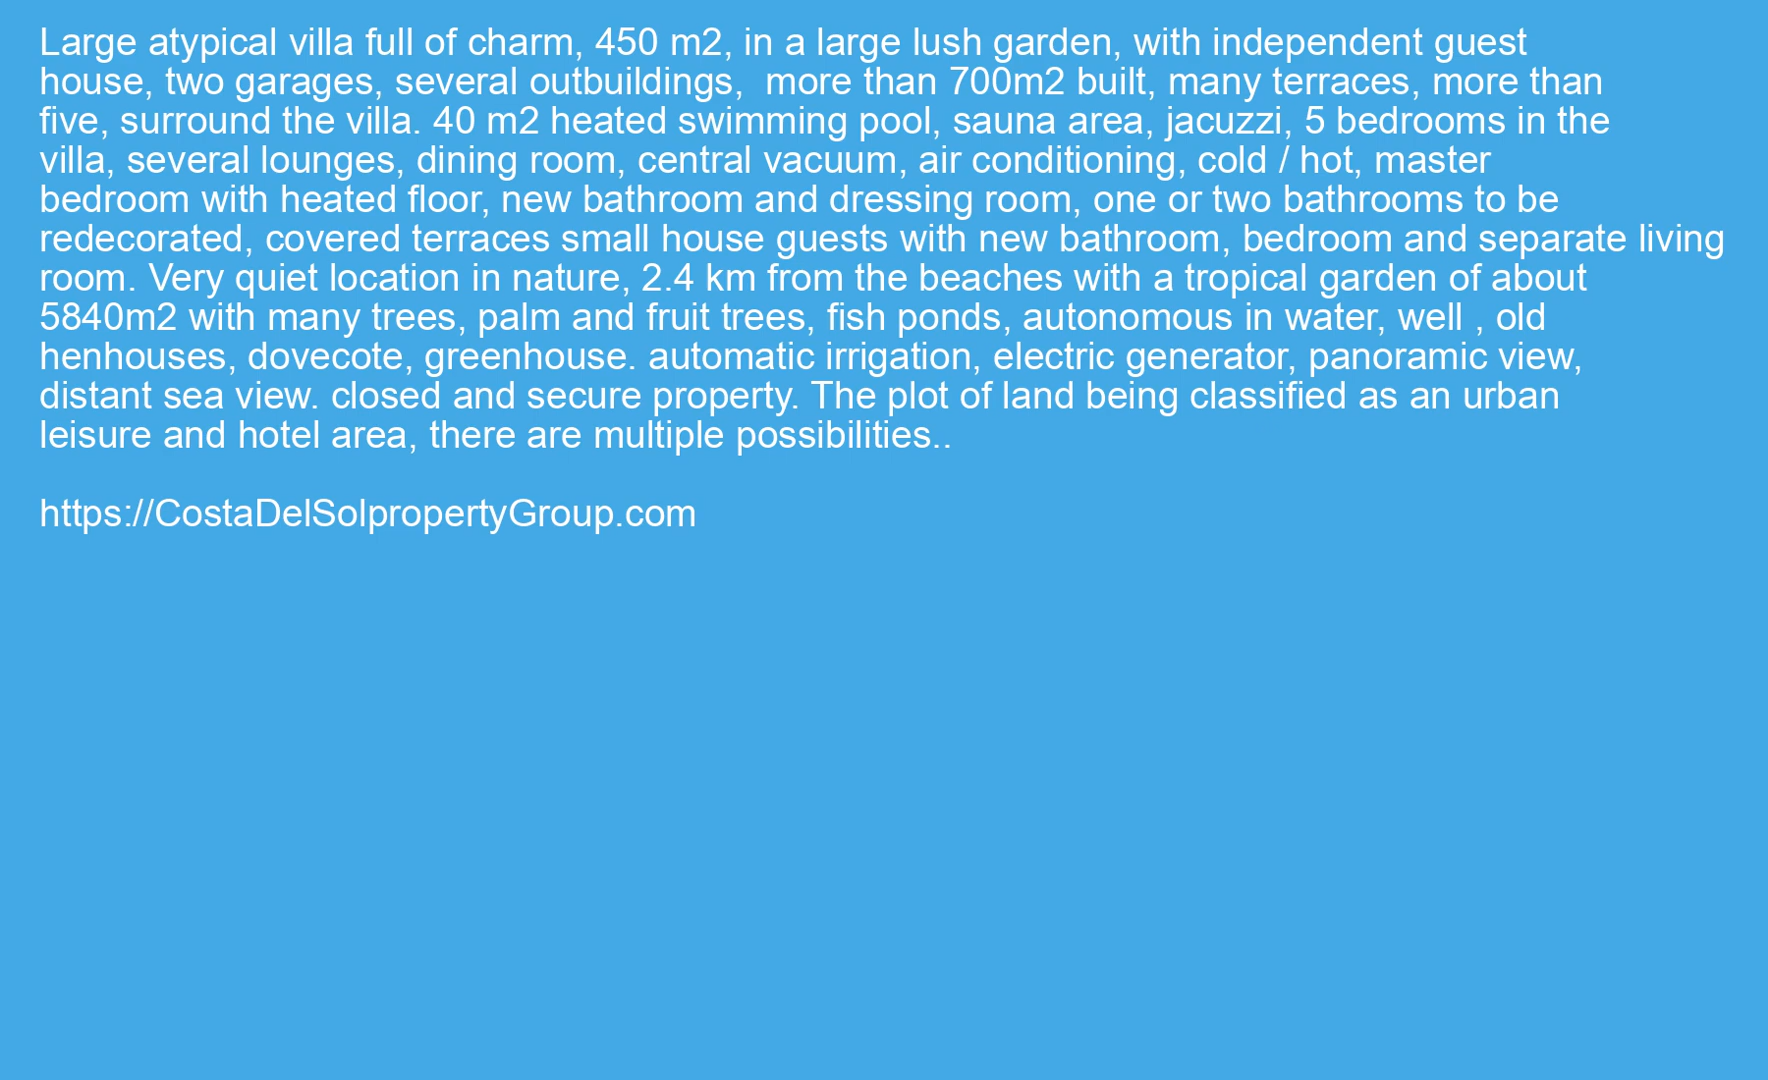 Large atypical villa full of charm, 450 m2, in a large lush garden, with independent guest
house, two garages, several outbuildings,  more than 700m2 built, many terraces, more than
five, surround the villa. 40 m2 heated swimming pool, sauna area, jacuzzi, 5 bedrooms in the
villa, several lounges, dining room, central vacuum, air conditioning, cold / hot, master
bedroom with heated floor, new bathroom and dressing room, one or two bathrooms to be
redecorated, covered terraces small house guests with new bathroom, bedroom and separate living
room. Very quiet location in nature, 2.4 km from the beaches with a tropical garden of about
5840m2 with many trees, palm and fruit trees, fish ponds, autonomous in water, well , old
henhouses, dovecote, greenhouse. automatic irrigation, electric generator, panoramic view,
distant sea view. closed and secure property. The plot of land being classified as an urban
leisure and hotel area, there are multiple possibilities..
https://CostaDelSolpropertyGroup.com